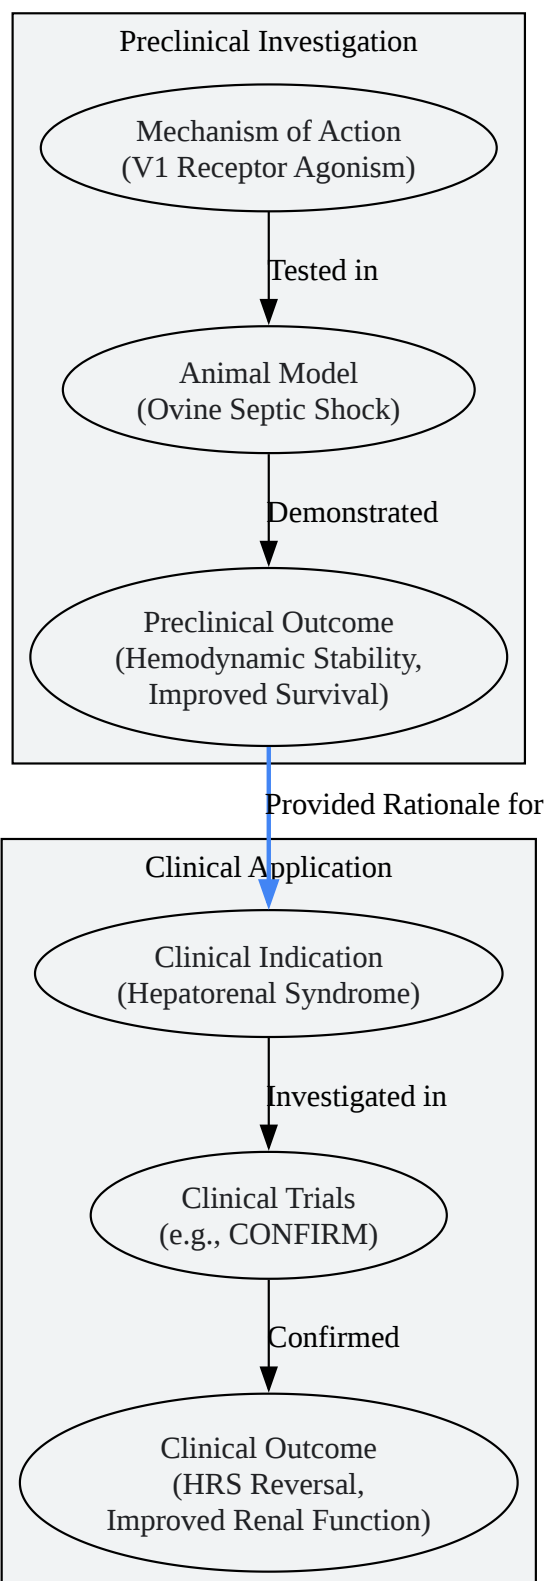 Preclinical Investigation
Mechanism of Action
(V1 Receptor Agonism)
Tested in
Animal Model
(Ovine Septic Shock)
Demonstrated
Preclinical Outcome
(Hemodynamic Stability,
Improved Survival)
Provided Rationale for
Clinical Application
Clinical Indication
(Hepatorenal Syndrome)
Investigated in
Clinical Trials
(e.g., CONFIRM)
Confirmed
Clinical Outcome
(HRS Reversal,
Improved Renal Function)